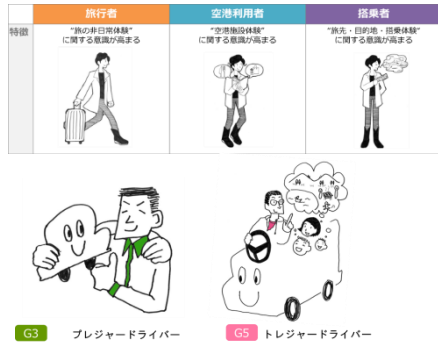 旅行者
空港利用者
搭乗者
特徴
"旅の非日常体験"
に関する意識が高まる
"空港施設体験"
に関する意識が高まる
"旅先・目的地・搭乗体験"
に関する意識が高まる
G3 プレジャードライバー
G5 トレジャードライバー